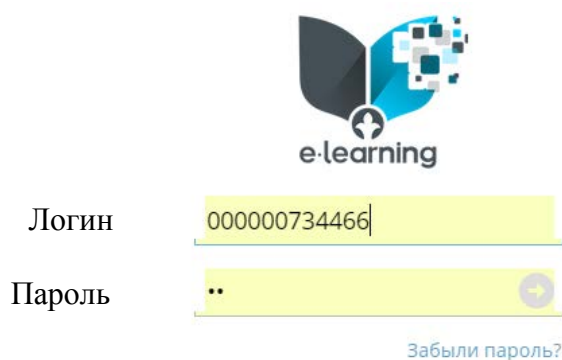 e·learning
Логин 000000734466
Пароль ••
Забыли пароль?